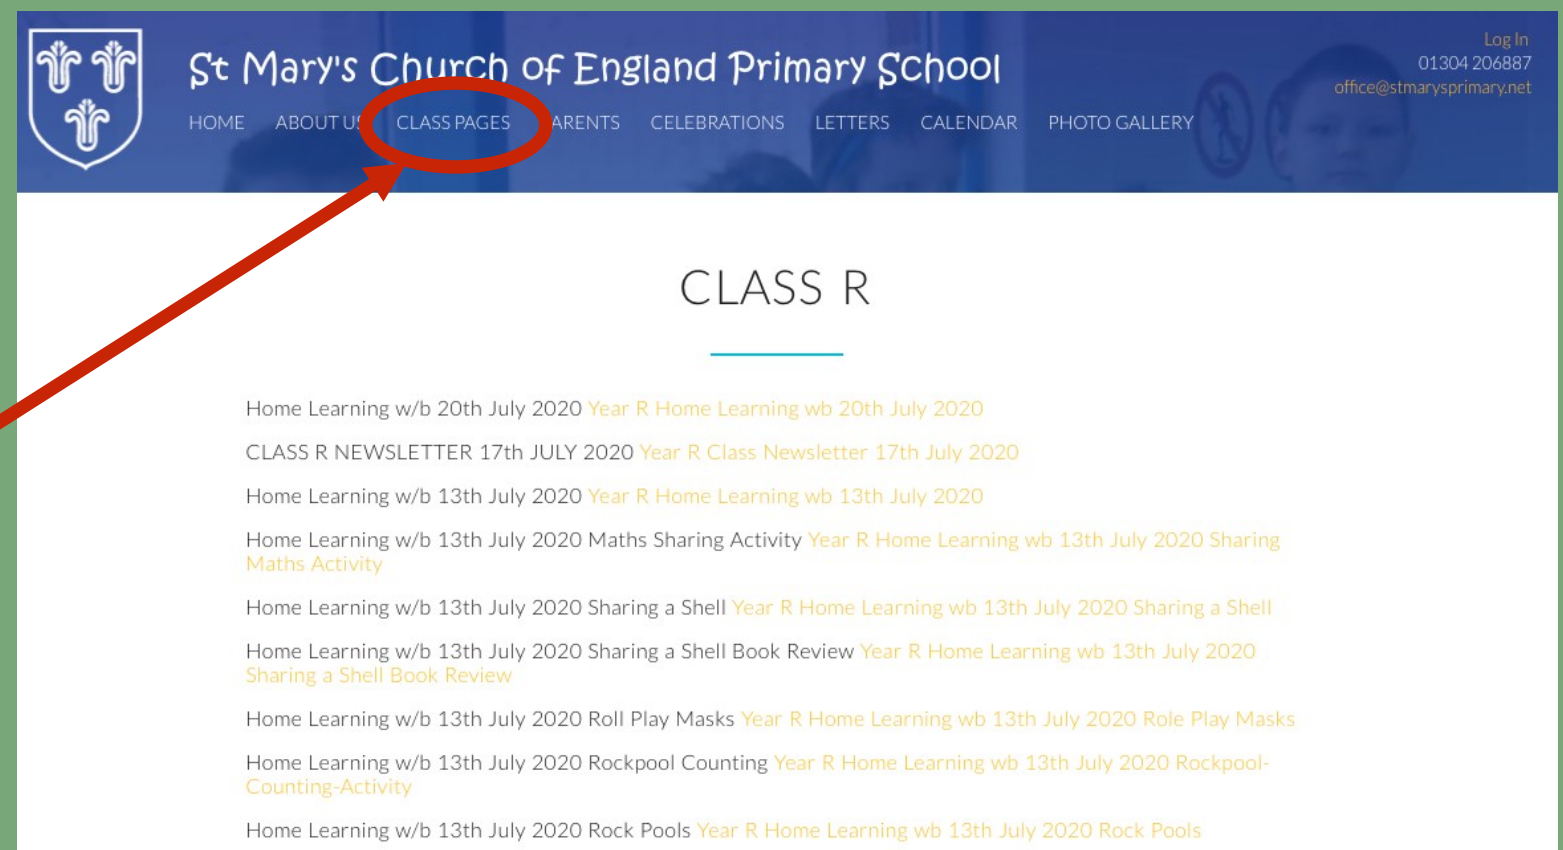 St Mary's Church of England Primary School
Log In
01304 206887
office@stmarysprimary.net
HOME ABOUT US CLASS PAGES PARENTS CELEBRATIONS LETTERS CALENDAR PHOTO GALLERY
CLASS R
Home Learning w/b 20th July 2020 Year R Home Learning wb 20th July 2020
CLASS R NEWSLETTER 17th JULY 2020 Year R Class Newsletter 17th July 2020
Home Learning w/b 13th July 2020 Year R Home Learning wb 13th July 2020
Home Learning w/b 13th July 2020 Maths Sharing Activity Year R Home Learning wb 13th July 2020 Sharing
Maths Activity
Home Learning w/b 13th July 2020 Sharing a Shell Year R Home Learning wb 13th July 2020 Sharing a Shell
Home Learning w/b 13th July 2020 Sharing a Shell Book Review Year R Home Learning wb 13th July 2020
Sharing a Shell Book Review
Home Learning w/b 13th July 2020 Roll Play Masks Year R Home Learning wb 13th July 2020 Role Play Masks
Home Learning w/b 13th July 2020 Rockpool Counting Year R Home Learning wb 13th July 2020 Rockpool-
Counting-Activity
Home Learning w/b 13th July 2020 Rock Pools Year R Home Learning wb 13th July 2020 Rock Pools